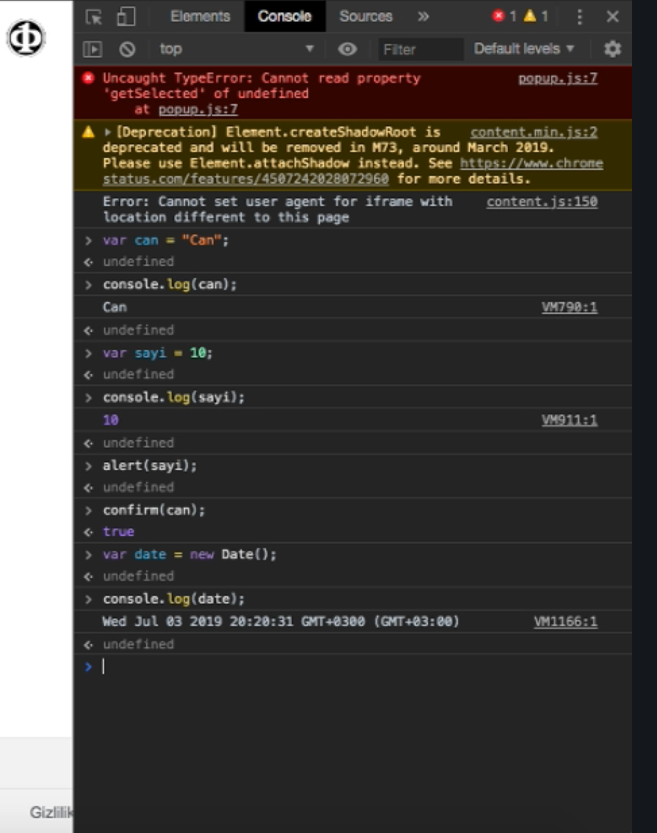 Elements Console Sources » 1 1
top Filter Default levels
Uncaught TypeError: Cannot read property popup.js:7
'getSelected' of undefined
at popup.js:7
[Deprecation] Element.createShadowRoot is content.min.js:2
deprecated and will be removed in M73, around March 2019.
Please use Element.attachShadow instead. See https://www.chrome
status.com/features/4507242028072960 for more details.
Error: Cannot set user agent for iframe with content.js:150
location different to this page
> var can = "Can";
undefined
> console.log(can);
Can VM790:1
undefined
> var sayi = 10;
undefined
> console.log(sayi);
10 VM911:1
undefined
> alert(sayi);
undefined
> confirm(can);
true
> var date = new Date();
undefined
> console.log(date);
Wed Jul 03 2019 20:20:31 GMT+0300 (GMT+03:00) VM1166:1
undefined
>
Gizlilik